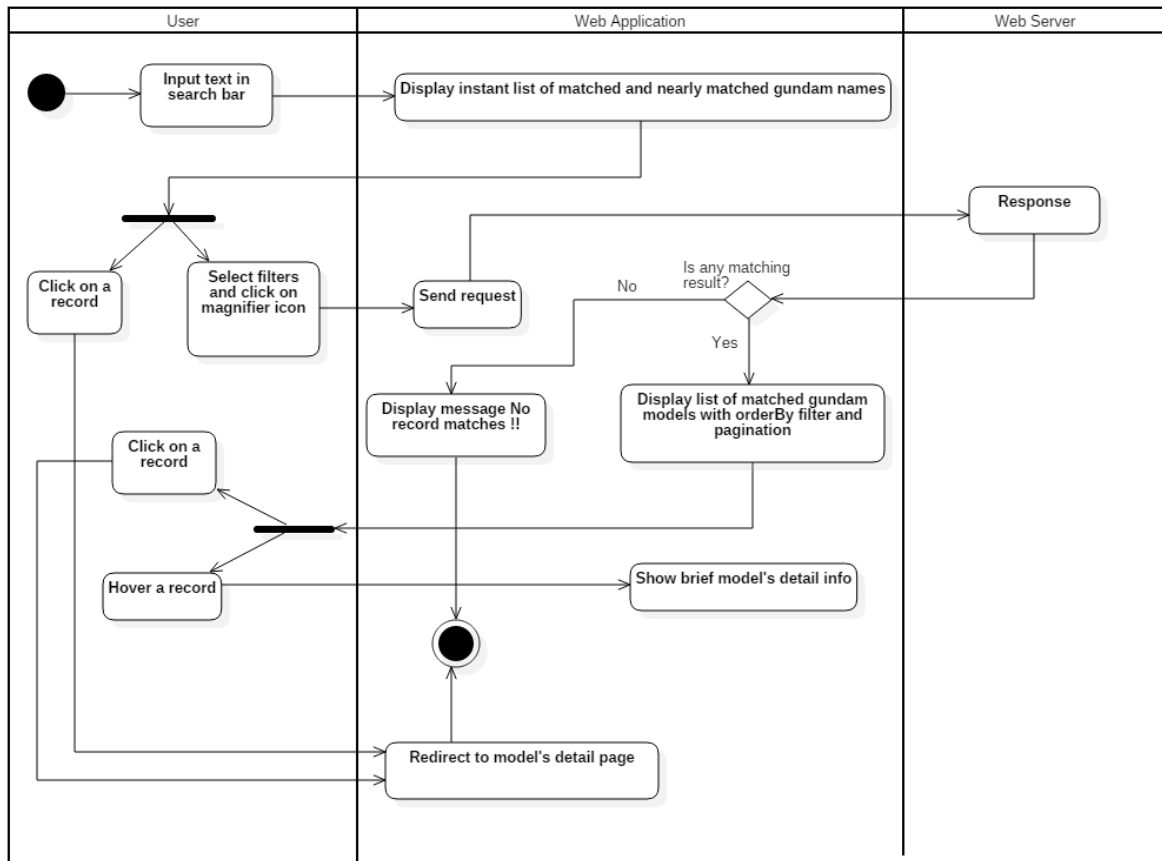 User
Web Application
Web Server
Input text in
search bar
Display instant list of matched and nearly matched gundam names
Response
Click on a
record
Select filters
and click on
magnifier icon
Send request
Is any matching
result?
No
Yes
Display message No
record matches !!
Display list of matched gundam
models with orderBy filter and
pagination
Click on a
record
Hover a record
Show brief model's detail info
Redirect to model's detail page